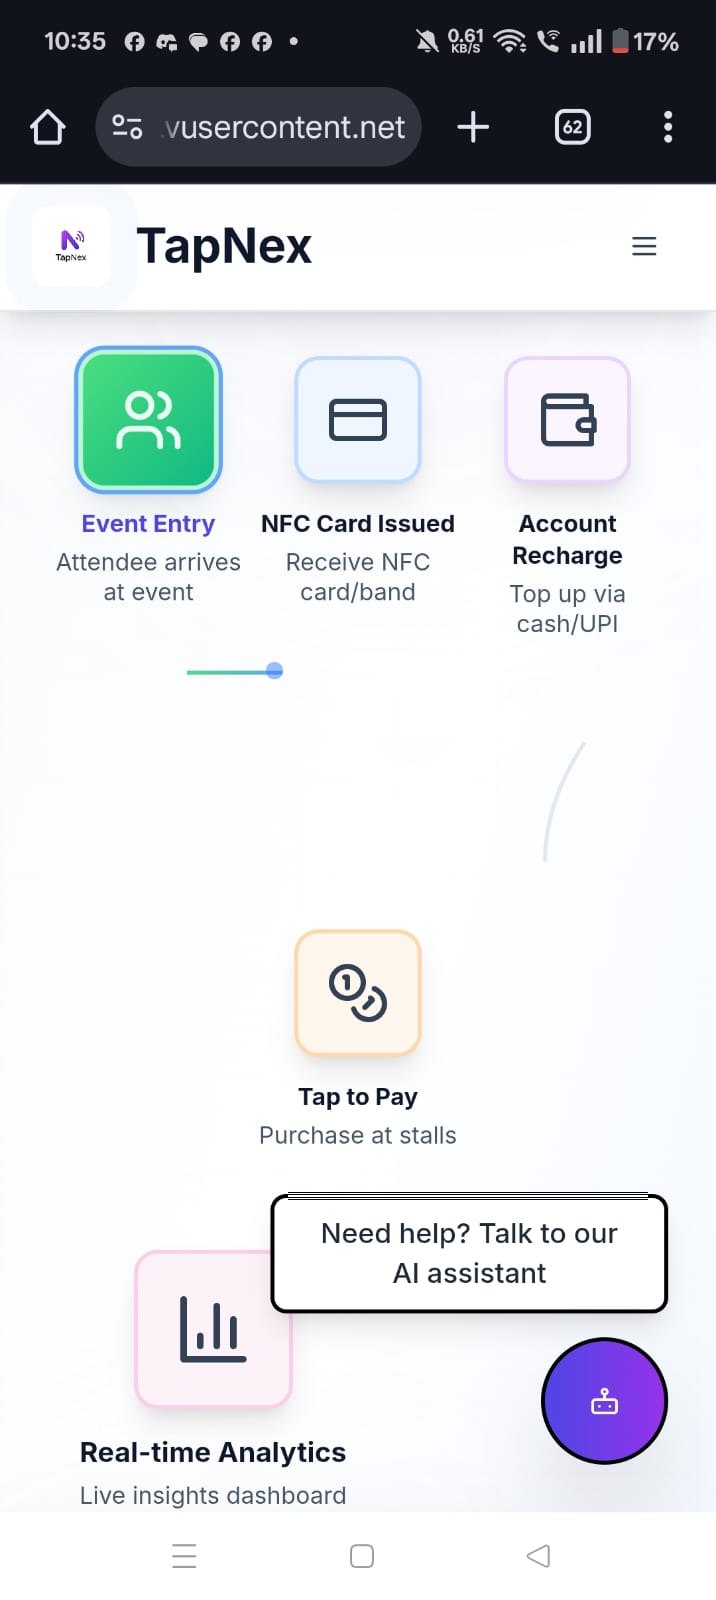 10:35
0.61
KB/S
17%
.vusercontent.net
62
TapNex
TapNex
Event Entry
Attendee arrives
at event
NFC Card Issued
Receive NFC
card/band
Account
Recharge
Top up via
cash/UPI
Tap to Pay
Purchase at stalls
Need help? Talk to our
AI assistant
Real-time Analytics
Live insights dashboard